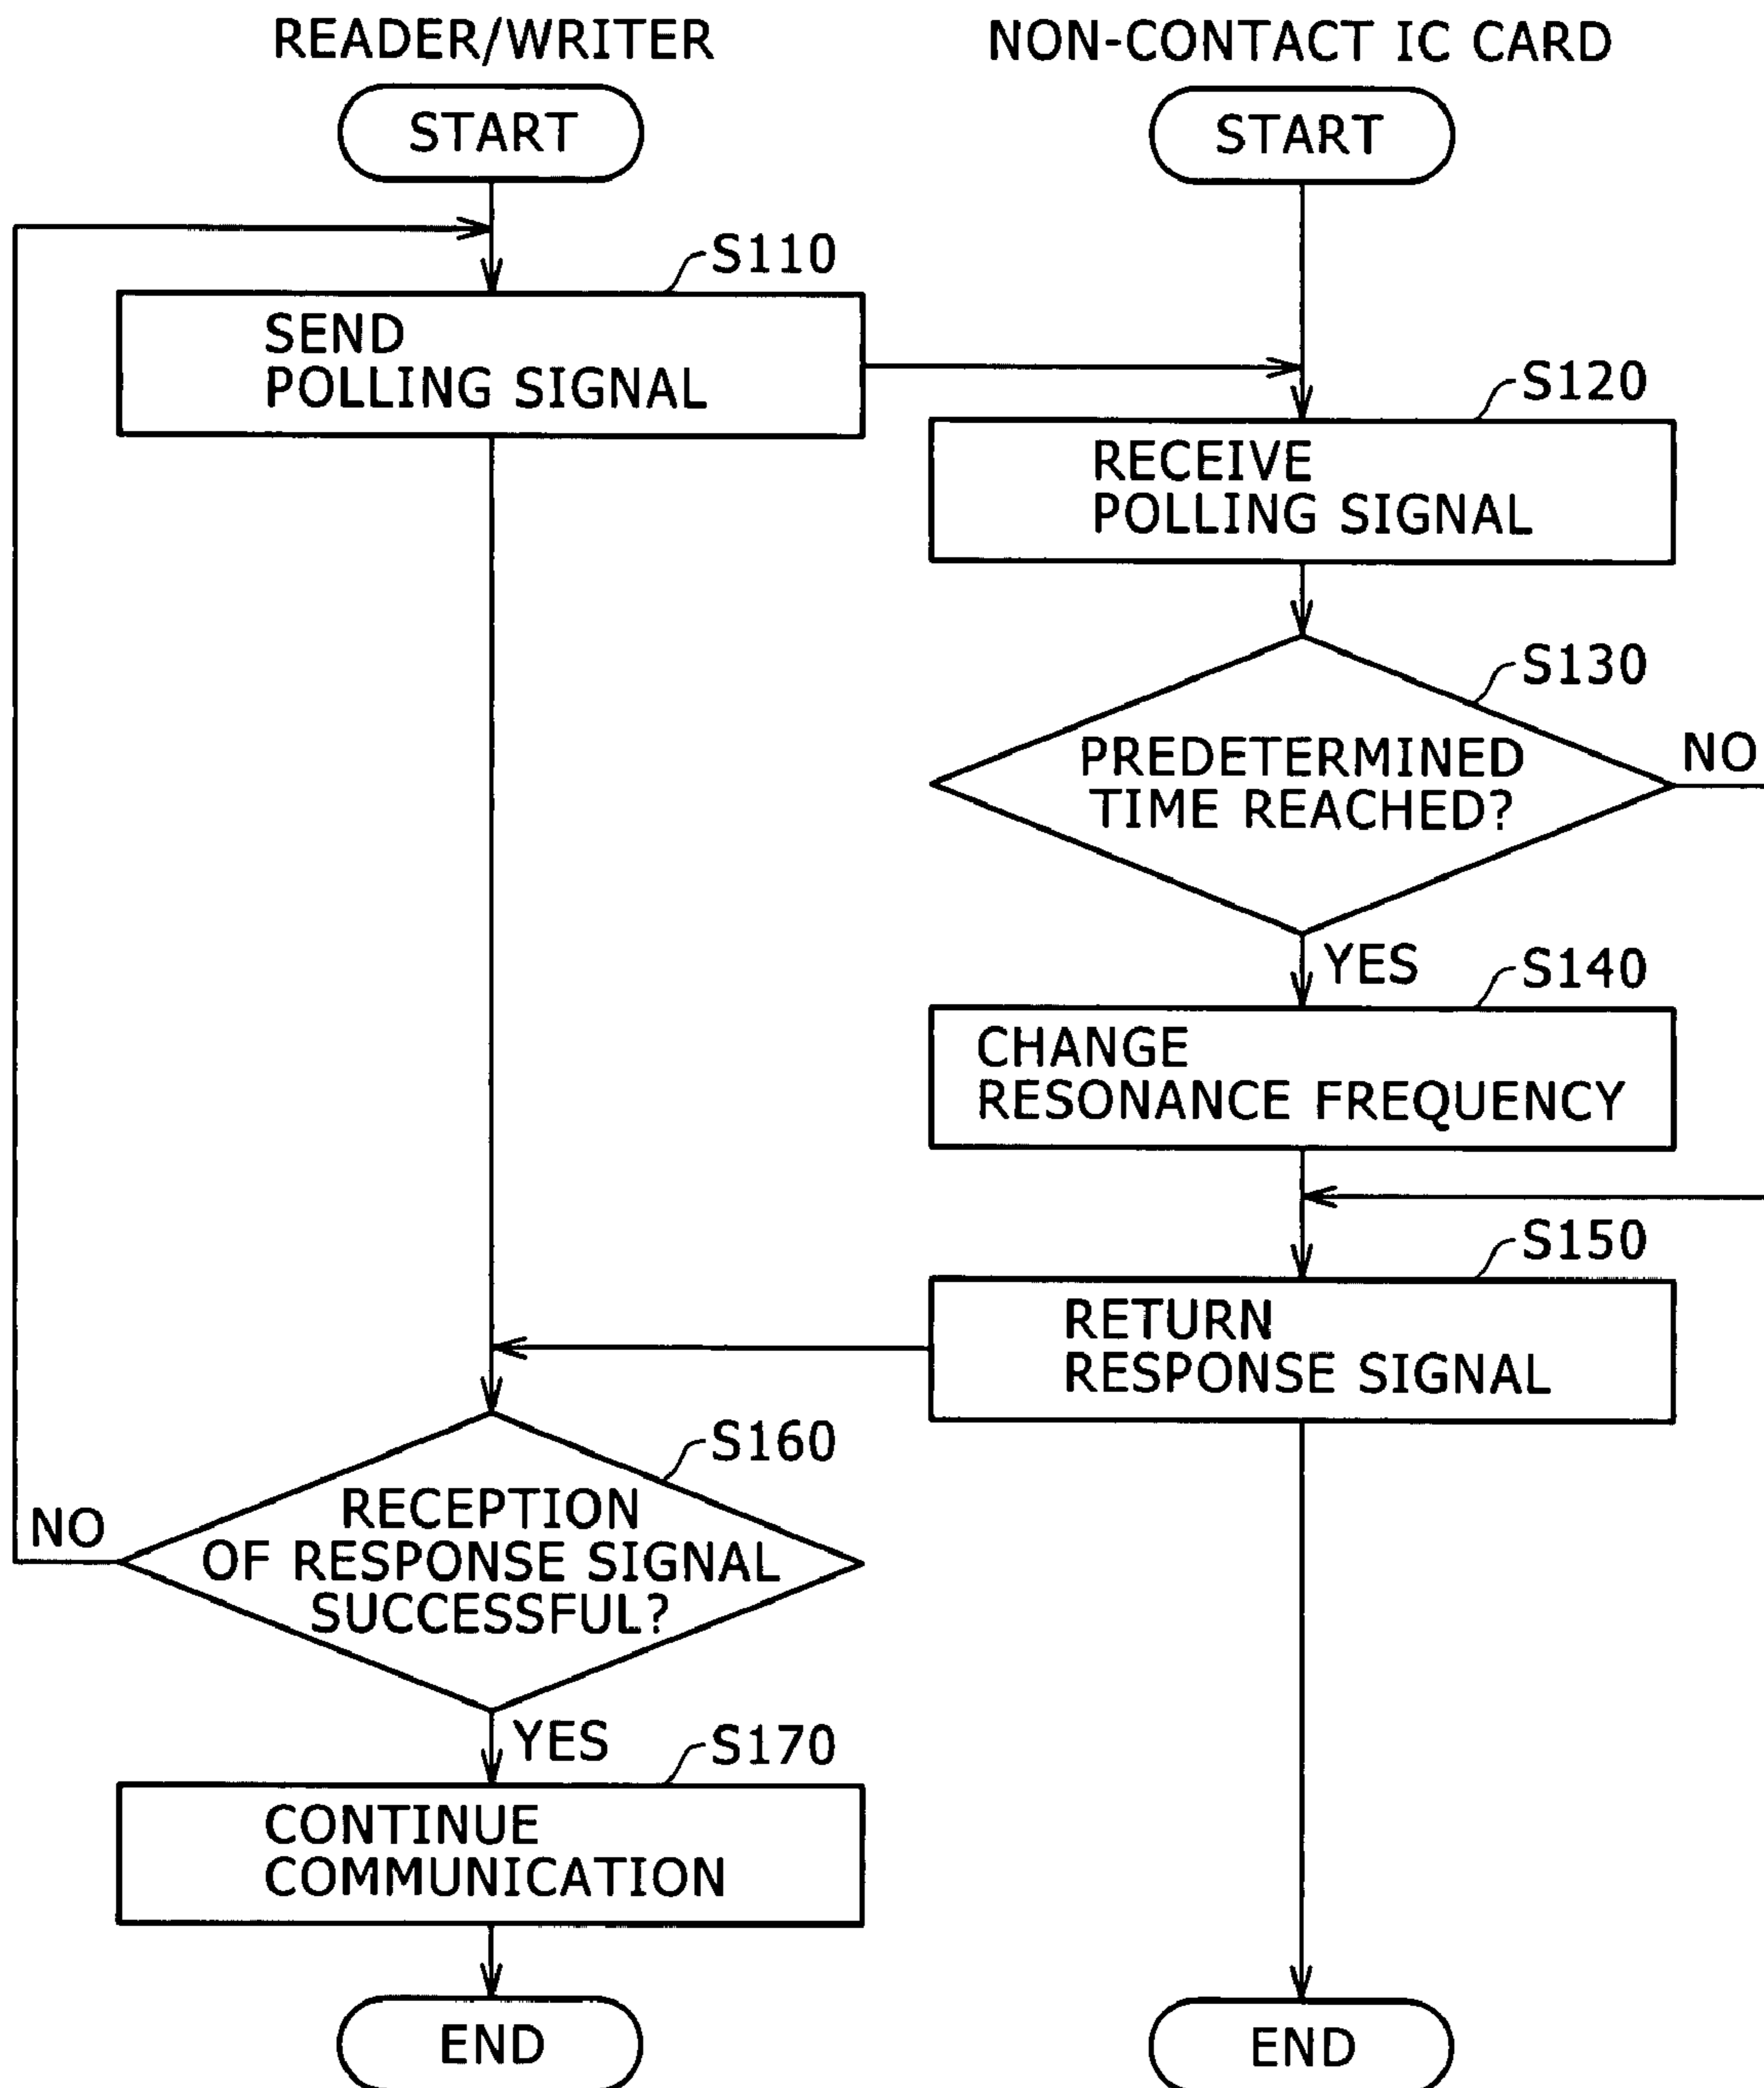 READER/WRITER
NON-CONTACT IC CARD
START
START
S110
SEND
POLLING SIGNAL
S120
RECEIVE
POLLING SIGNAL
S130
PREDETERMINED
TIME REACHED?
NO
YES
S140
CHANGE
RESONANCE FREQUENCY
S150
RETURN
RESPONSE SIGNAL
S160
RECEPTION
OF RESPONSE SIGNAL
SUCCESSFUL?
NO
YES
S170
CONTINUE
COMMUNICATION
END
END